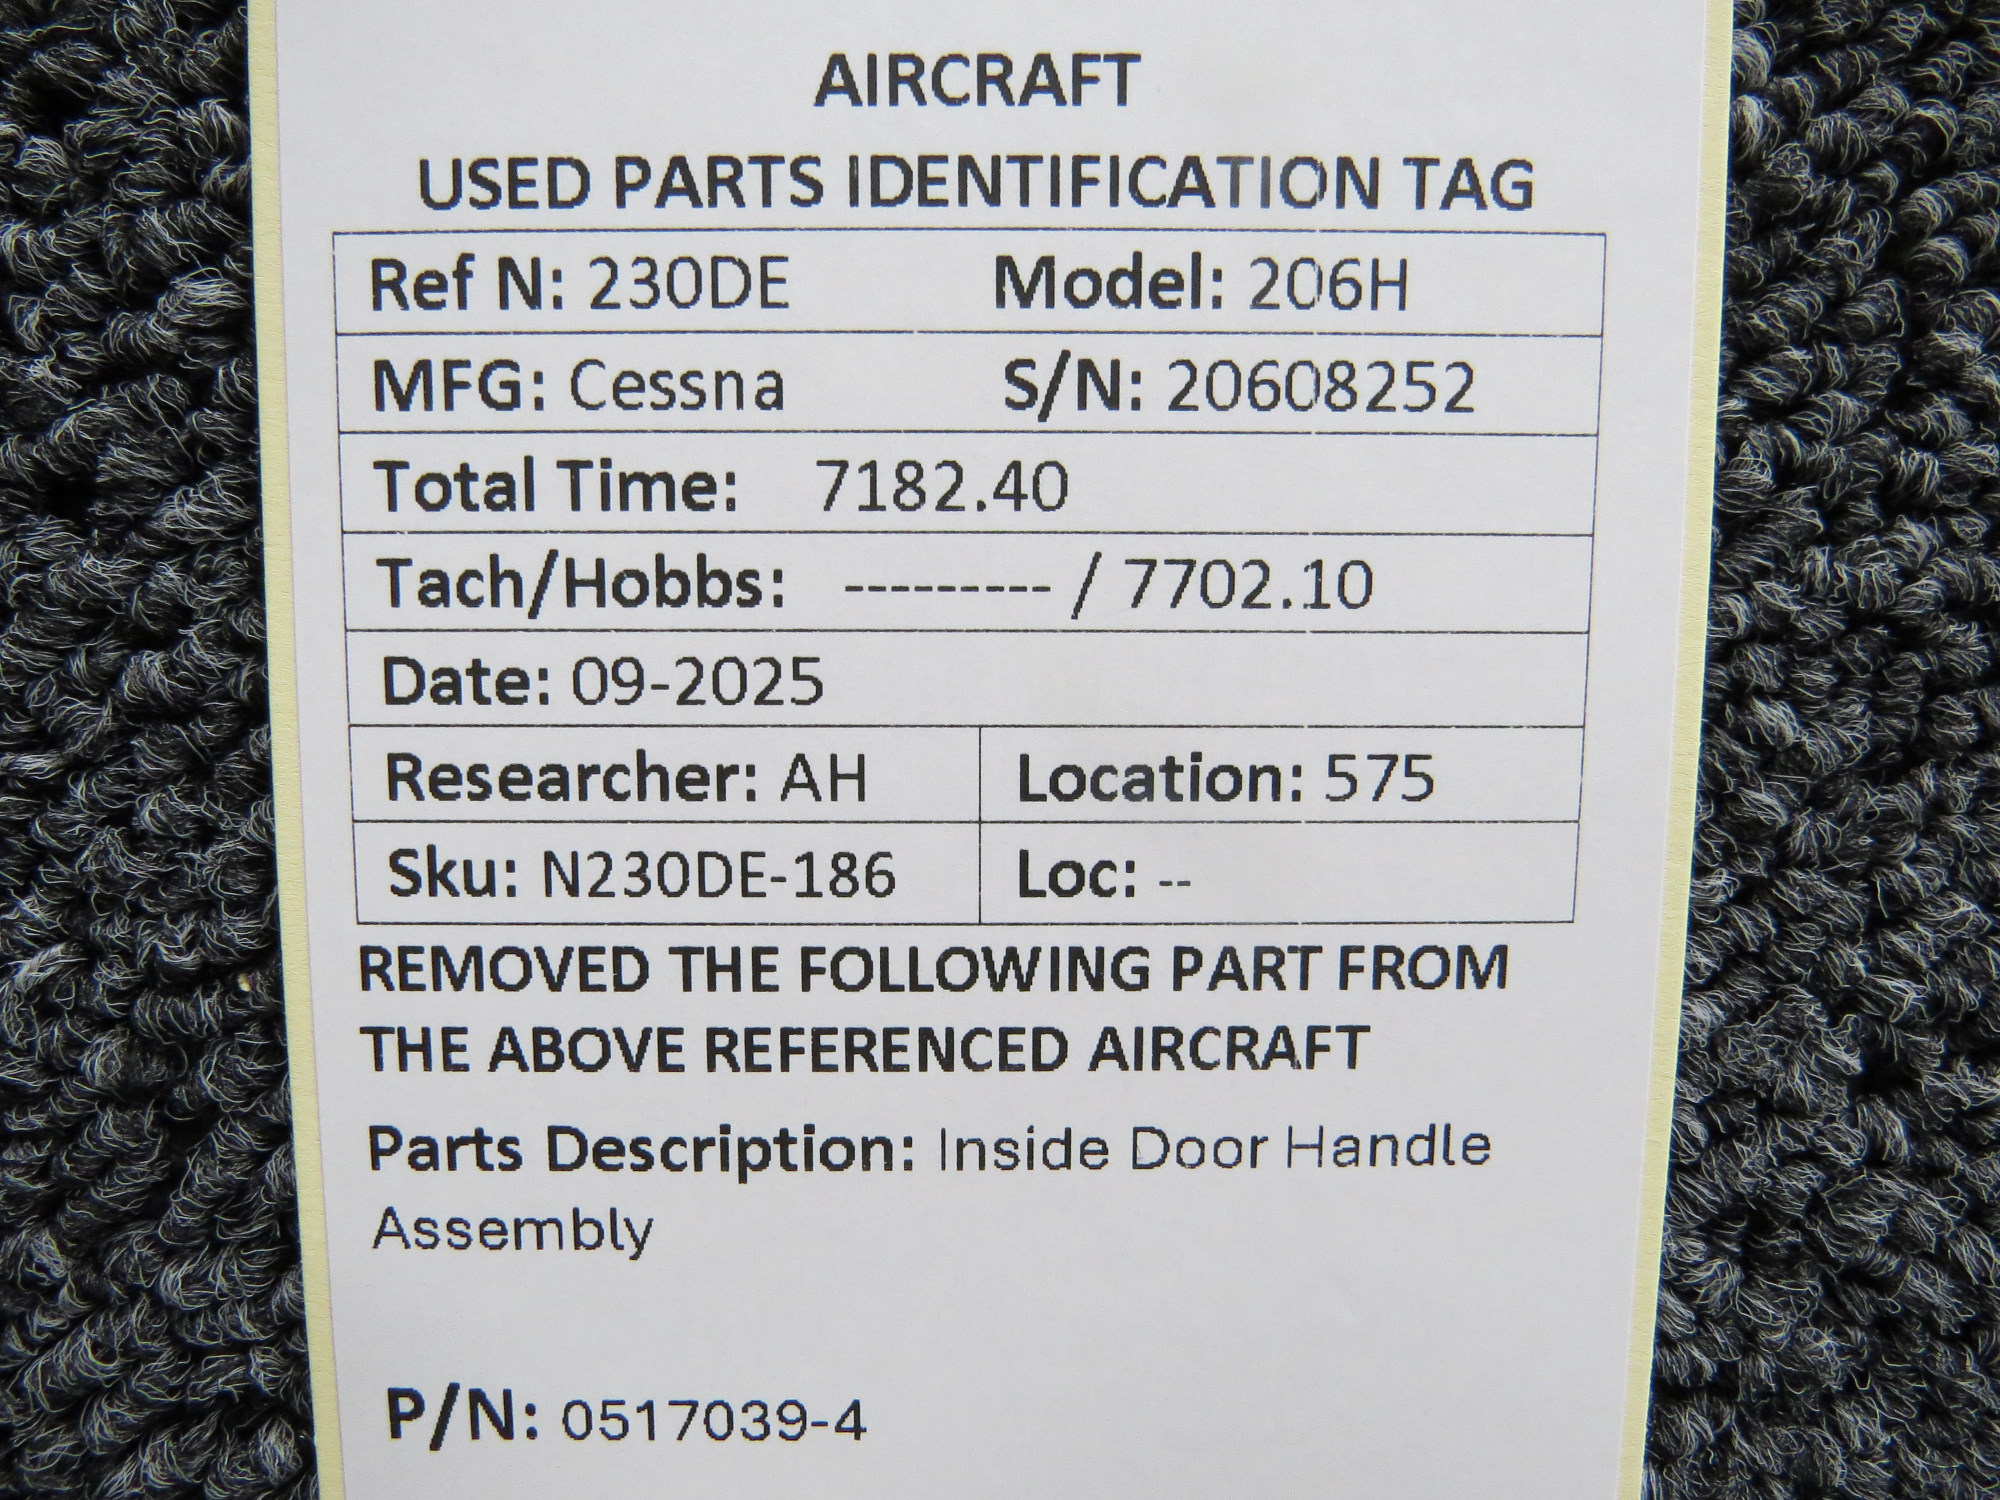 AIRCRAFT
USED PARTS IDENTIFICATION TAG
Ref N: 230DE Model: 206H
MFG: Cessna S/N: 20608252
Total Time: 7182.40
Tach/Hobbs: --------- / 7702.10
Date: 09-2025
Researcher: AH Location: 575
Sku: N230DE-186 Loc: --
REMOVED THE FOLLOWING PART FROM
THE ABOVE REFERENCED AIRCRAFT
Parts Description: Inside Door Handle
Assembly
P/N: 0517039-4